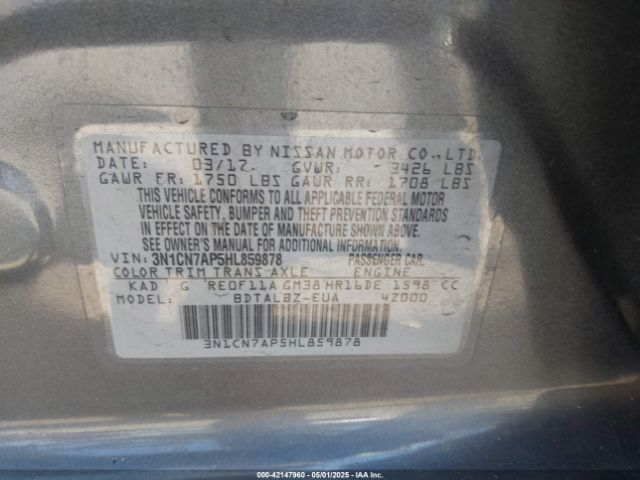 MANUFACTURED BY NISSAN MOTOR CO., LTD.
DATE: 03/17. GVWR: 3426 LBS
GAWR FR: 1750 LBS GAWR RR: 1708 LBS
THIS VEHICLE CONFORMS TO ALL APPLICABLE FEDERAL MOTOR
VEHICLE SAFETY, BUMPER AND THEFT PREVENTION STANDARDS
IN EFFECT ON THE DATE OF MANUFACTURE SHOWN ABOVE.
SEE OWNER'S MANUAL FOR ADDITIONAL INFORMATION
VIN: 3N1CN7AP5HL859878 PASSENGER CAR.
COLOR TRIM TRANS AXLE ENGINE
KAD G RE0F11A GM38 HR16DE 1598 CC
MODEL: BDTALBZ-EUA 4Z000
3N1CN7AP5HL859878
000-42147960 - 05/01/2025 - IAAI.com